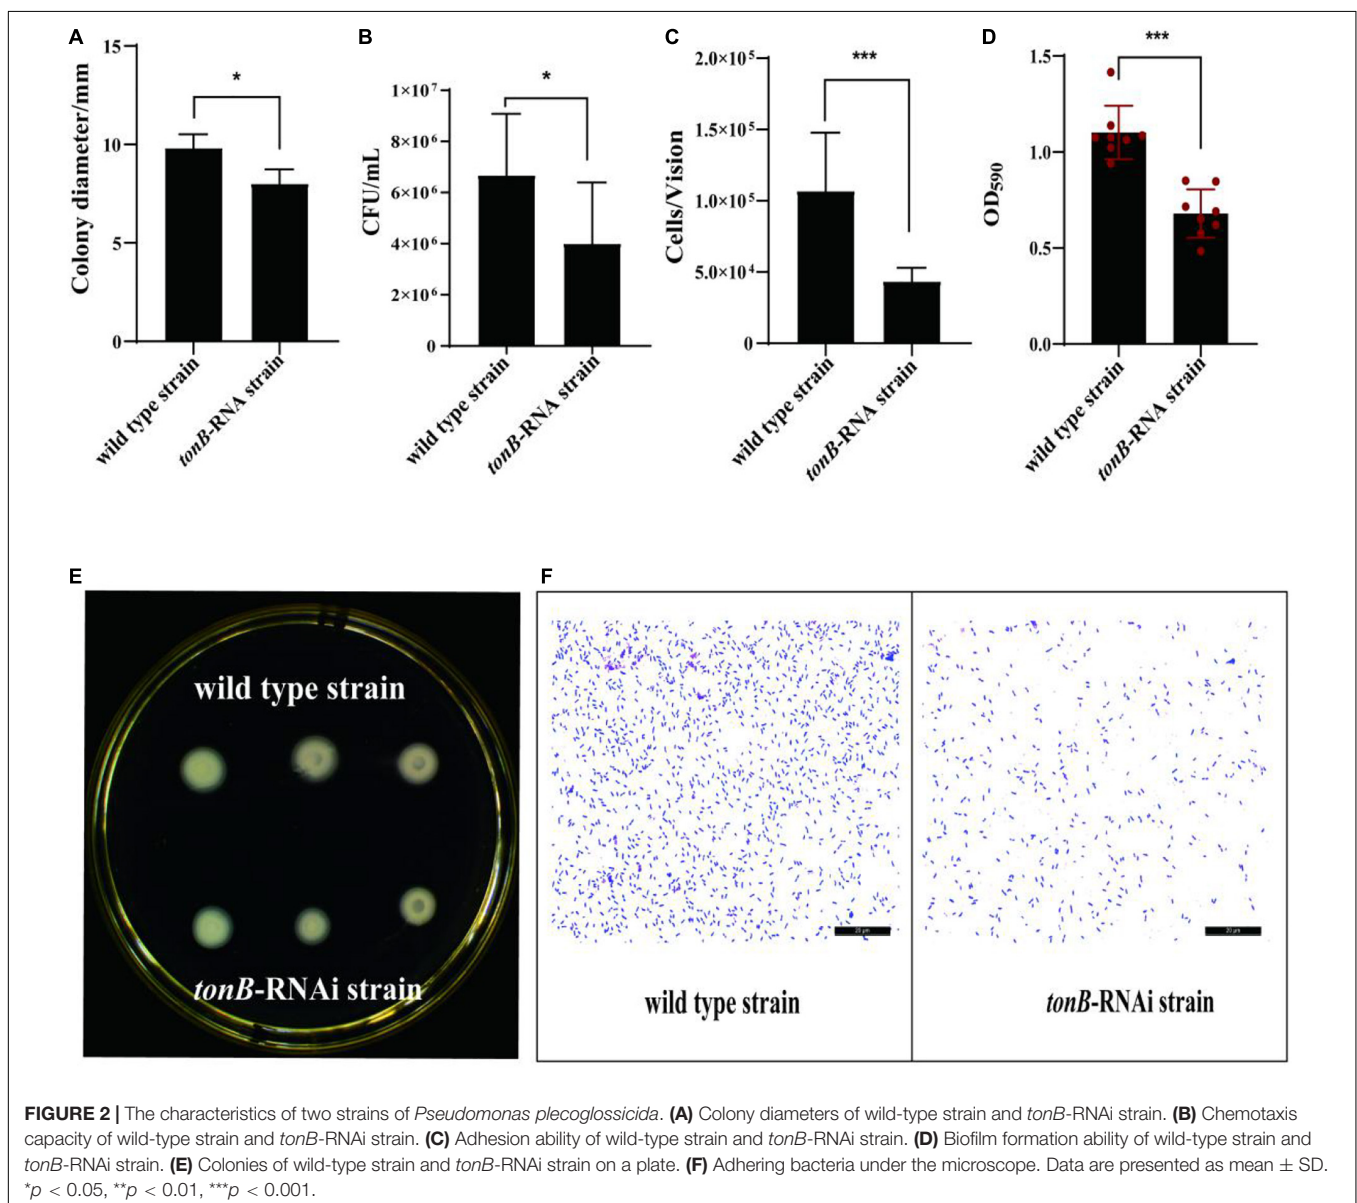 A
B
C
D
Colony diameter/mm
15
10
5
0
*
wild type strain
tonB-RNA strain
CFU/mL
1×10⁷
8×10⁶
6×10⁶
4×10⁶
2×10⁶
0
*
wild type strain
tonB-RNA strain
Cells/Vision
2.0×10⁵
1.5×10⁵
1.0×10⁵
5.0×10⁴
0
***
wild type strain
tonB-RNA strain
OD₅₉₀
1.5
1.0
0.5
0.0
***
wild type strain
tonB-RNA strain
E
wild type strain
tonB-RNAi strain
F
20 μm
20 μm
wild type strain
tonB-RNAi strain
FIGURE 2 | The characteristics of two strains of Pseudomonas plecoglossicida. (A) Colony diameters of wild-type strain and tonB-RNAi strain. (B) Chemotaxis
capacity of wild-type strain and tonB-RNAi strain. (C) Adhesion ability of wild-type strain and tonB-RNAi strain. (D) Biofilm formation ability of wild-type strain and
tonB-RNAi strain. (E) Colonies of wild-type strain and tonB-RNAi strain on a plate. (F) Adhering bacteria under the microscope. Data are presented as mean ± SD.
*p < 0.05, **p < 0.01, ***p < 0.001.